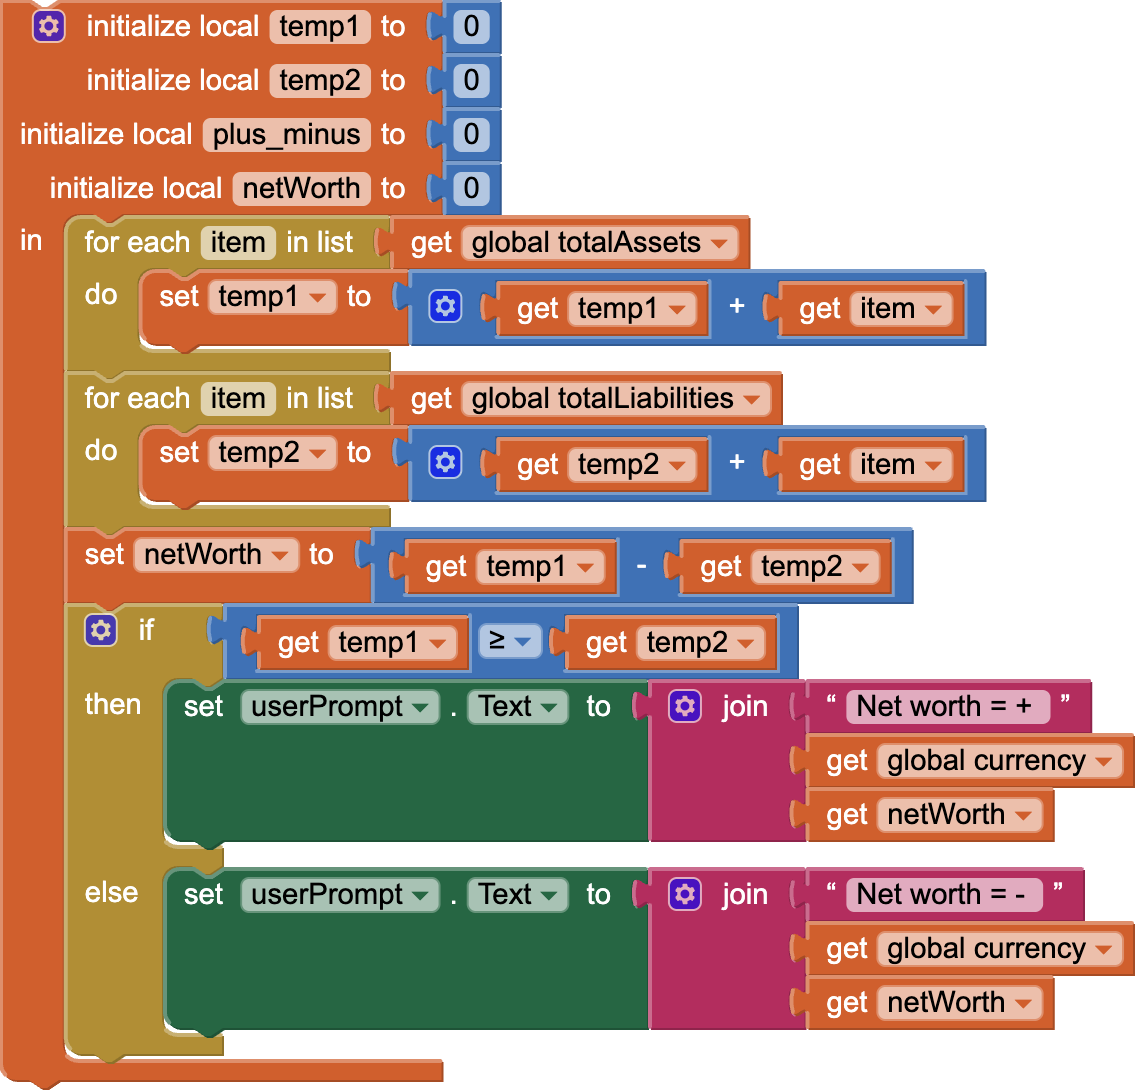 initialize local temp1 to 0
initialize local temp2 to 0
initialize local plus_minus to 0
initialize local netWorth to 0
in for each item in list get global totalAssets
do set temp1 to get temp1 + get item
for each item in list get global totalLiabilities
do set temp2 to get temp2 + get item
set netWorth to get temp1 - get temp2
if get temp1 ≥ get temp2
then set userPrompt . Text to join “ Net worth = + ”
get global currency
get netWorth
else set userPrompt . Text to join “ Net worth = - ”
get global currency
get netWorth